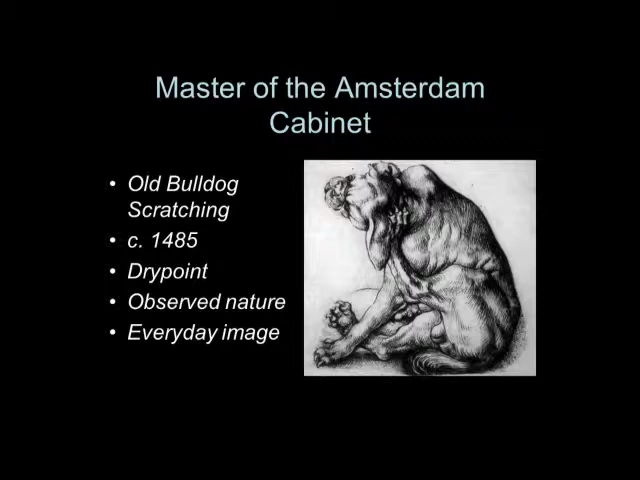 Master of the Amsterdam
Cabinet
• Old Bulldog
Scratching
• c. 1485
• Drypoint
• Observed nature
• Everyday image